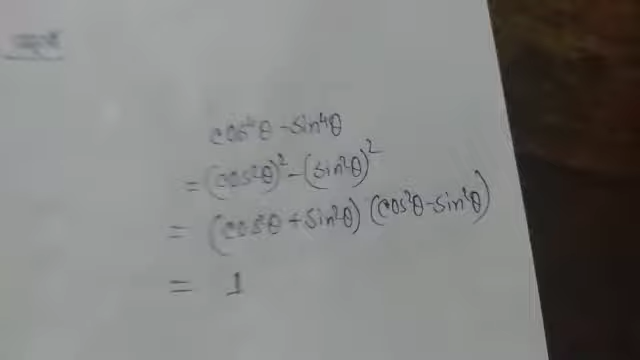 cos⁴θ - sin⁴θ
= (cos²θ)² - (sin²θ)²
= (cos²θ + sin²θ) (cos²θ - sin²θ)
= 1